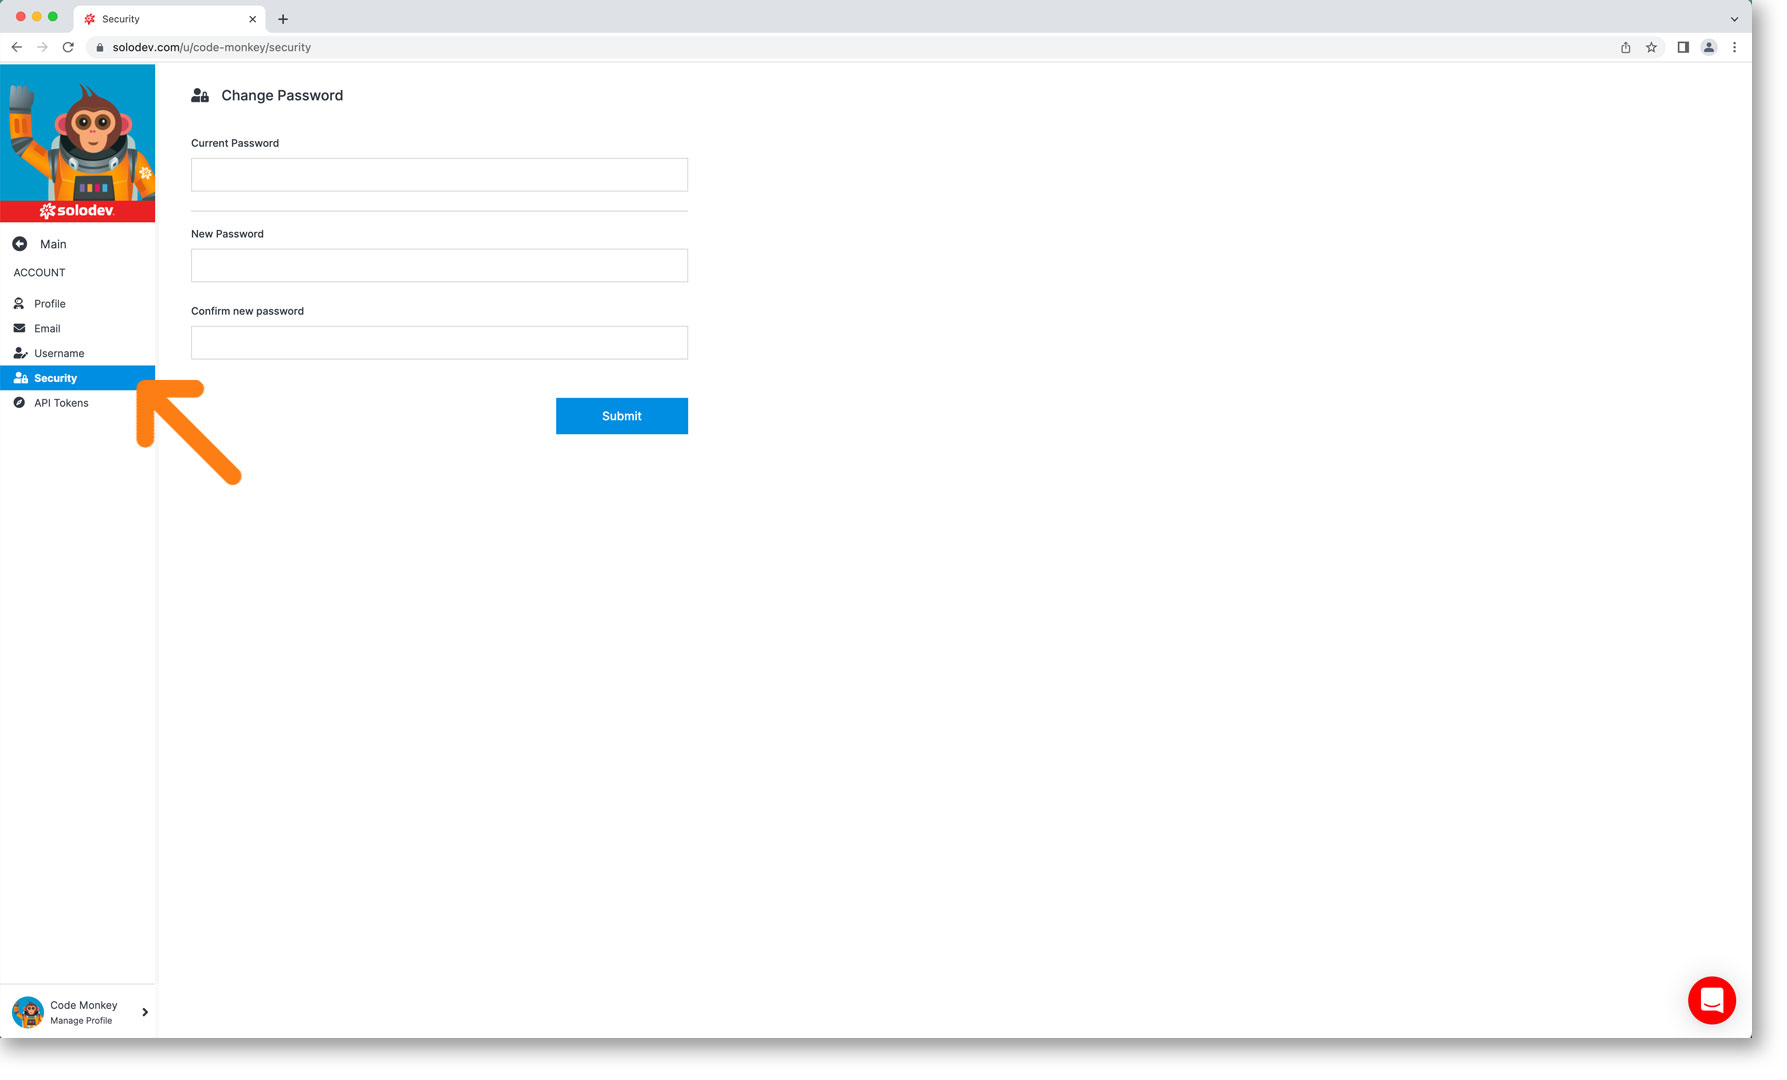 Security
solodev.com/u/code-monkey/security
solodev
Main
ACCOUNT
Profile
Email
Username
Security
API Tokens
Change Password
Current Password
New Password
Confirm new password
Submit
Code Monkey
Manage Profile